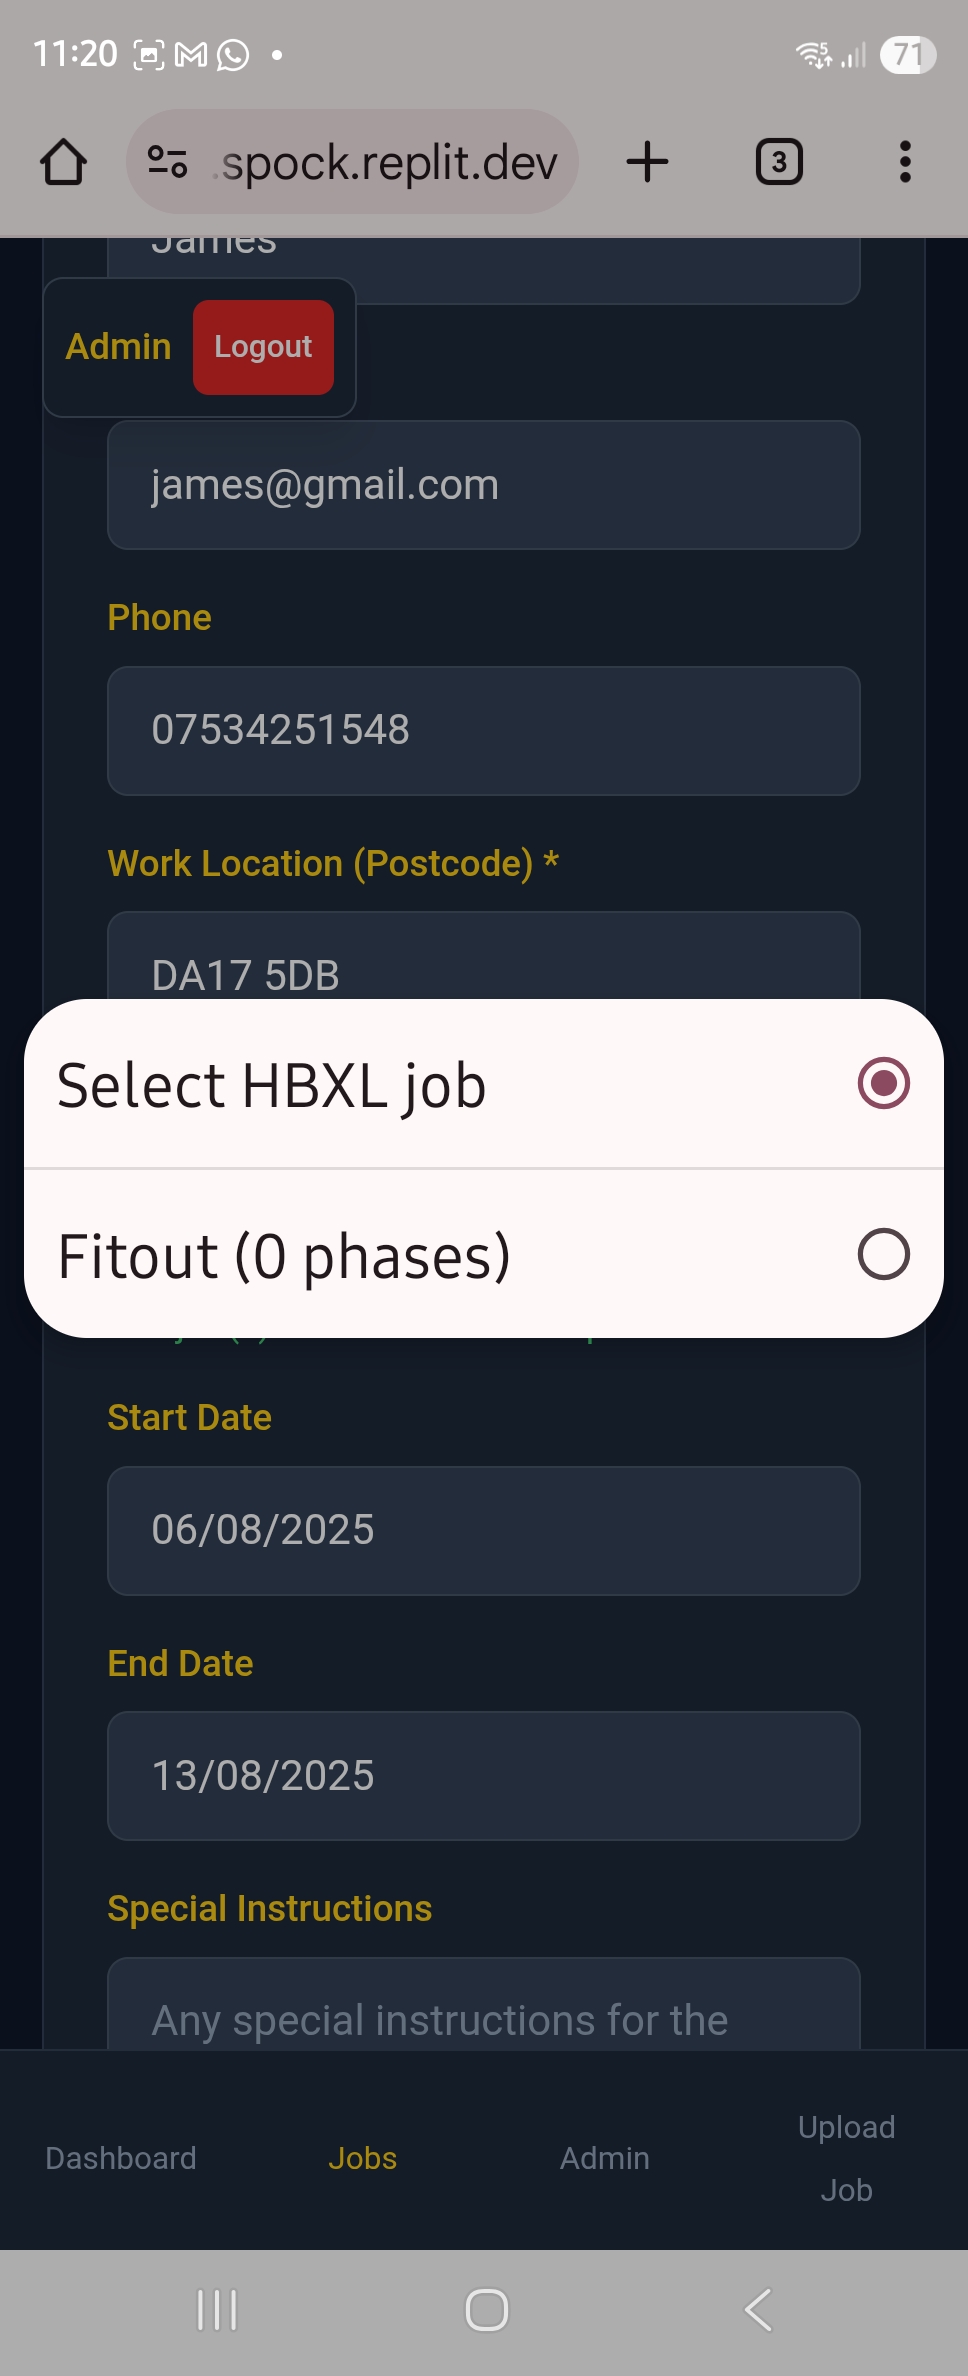 11:20
71
.spock.replit.dev
3
James
Admin
Logout
james@gmail.com
Phone
07534251548
Work Location (Postcode) *
DA17 5DB
Select HBXL job
Fitout (0 phases)
Start Date
06/08/2025
End Date
13/08/2025
Special Instructions
Any special instructions for the
Dashboard
Jobs
Admin
Upload
Job